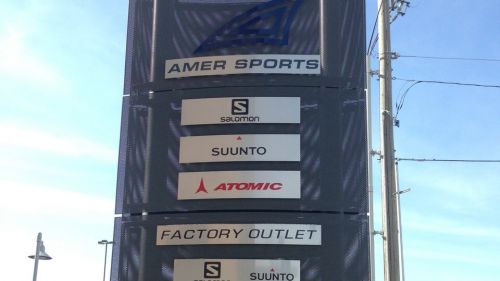 AMER SPORTS
S
salomon
SUUNTO
ATOMIC
FACTORY OUTLET
S SUUNTO